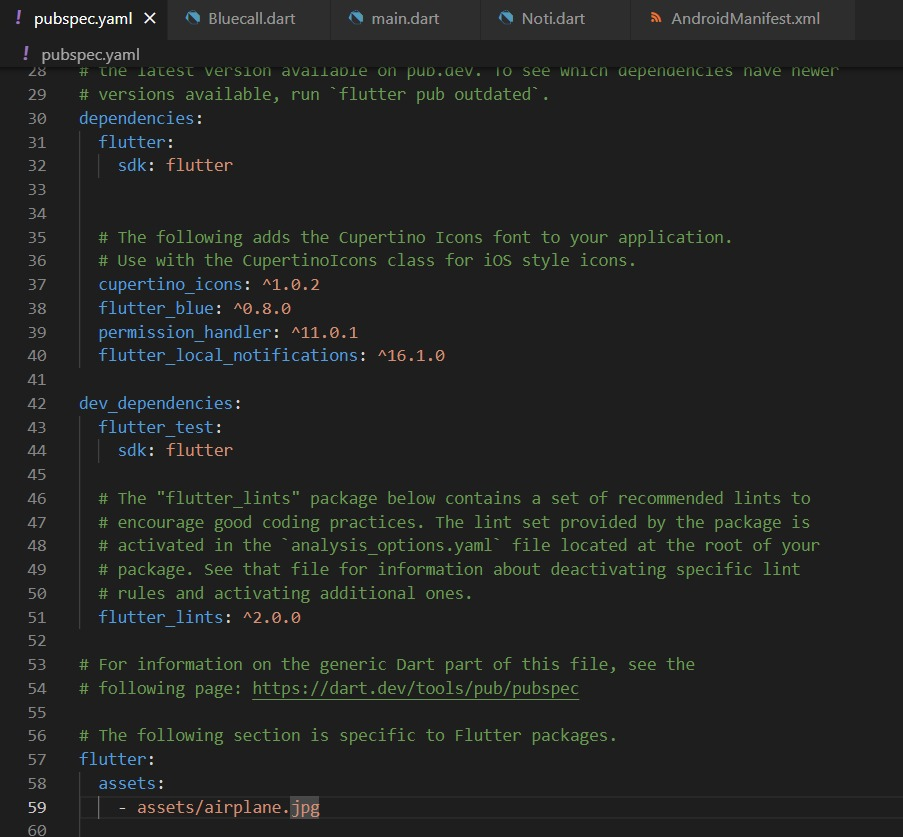 ! pubspec.yaml × Bluecall.dart main.dart Noti.dart AndroidManifest.xml
! pubspec.yaml
28 # the latest version available on pub.dev. To see which dependencies have newer
29 # versions available, run `flutter pub outdated`.
30 dependencies:
31 flutter:
32 sdk: flutter
33
34
35 # The following adds the Cupertino Icons font to your application.
36 # Use with the CupertinoIcons class for iOS style icons.
37 cupertino_icons: ^1.0.2
38 flutter_blue: ^0.8.0
39 permission_handler: ^11.0.1
40 flutter_local_notifications: ^16.1.0
41
42 dev_dependencies:
43 flutter_test:
44 sdk: flutter
45
46 # The "flutter_lints" package below contains a set of recommended lints to
47 # encourage good coding practices. The lint set provided by the package is
48 # activated in the `analysis_options.yaml` file located at the root of your
49 # package. See that file for information about deactivating specific lint
50 # rules and activating additional ones.
51 flutter_lints: ^2.0.0
52
53 # For information on the generic Dart part of this file, see the
54 # following page: https://dart.dev/tools/pub/pubspec
55
56 # The following section is specific to Flutter packages.
57 flutter:
58 assets:
59 - assets/airplane.jpg
60